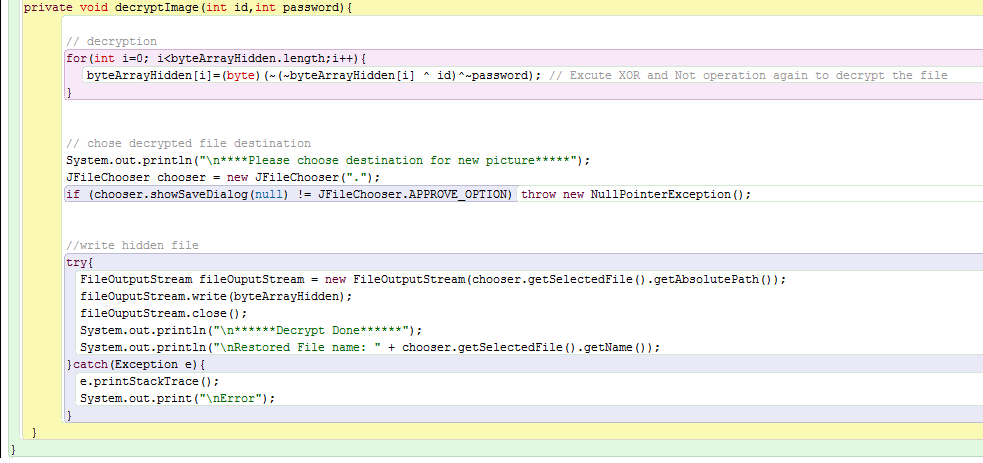 private void decryptImage(int id,int password){
// decryption
for(int i=0; i<byteArrayHidden.length;i++){
byteArrayHidden[i]=(byte)(~(~byteArrayHidden[i] ^ id)^~password); // Excute XOR and Not operation again to decrypt the file
}
// chose decrypted file destination
System.out.println("\n****Please choose destination for new picture*****");
JFileChooser chooser = new JFileChooser(".");
if (chooser.showSaveDialog(null) != JFileChooser.APPROVE_OPTION) throw new NullPointerException();
//write hidden file
try{
FileOutputStream fileOuputStream = new FileOutputStream(chooser.getSelectedFile().getAbsolutePath());
fileOuputStream.write(byteArrayHidden);
fileOuputStream.close();
System.out.println("\n******Decrypt Done******");
System.out.println("\nRestored File name: " + chooser.getSelectedFile().getName());
}catch(Exception e){
e.printStackTrace();
System.out.print("\nError");
}
}
}